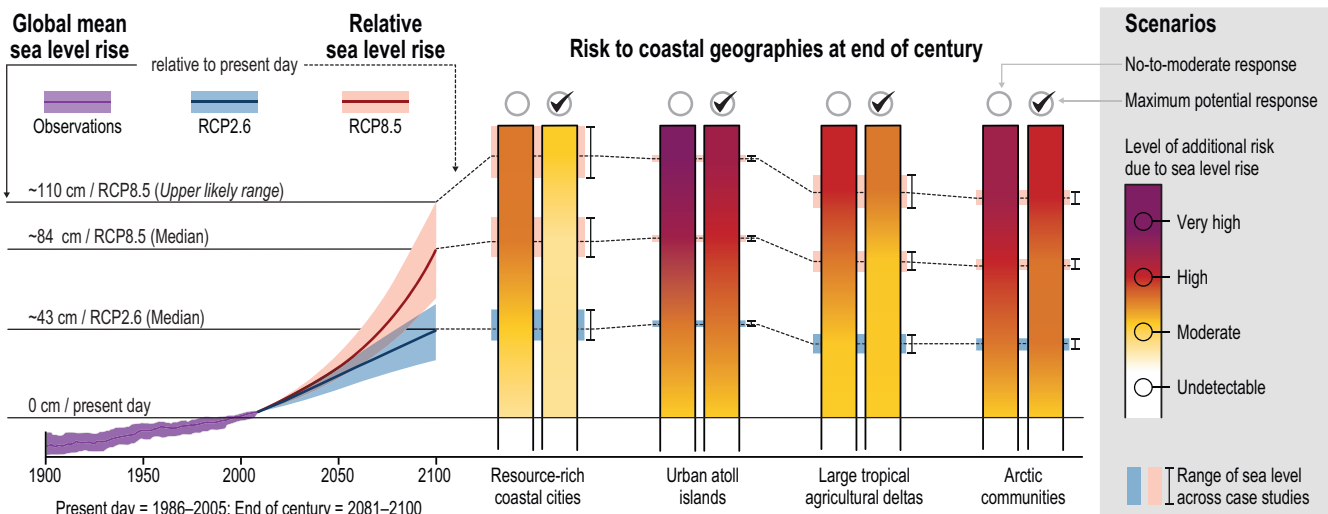 Global mean
sea level rise
Relative
sea level rise
relative to present day
Observations
RCP2.6
RCP8.5
~110 cm / RCP8.5 (Upper likely range)
~84 cm / RCP8.5 (Median)
~43 cm / RCP2.6 (Median)
0 cm / present day
1900
1950
2000
2050
2100
Present day = 1986–2005; End of century = 2081–2100
Risk to coastal geographies at end of century
Resource-rich
coastal cities
Urban atoll
islands
Large tropical
agricultural deltas
Arctic
communities
Scenarios
No-to-moderate response
Maximum potential response
Level of additional risk
due to sea level rise
Very high
High
Moderate
Undetectable
Range of sea level
across case studies